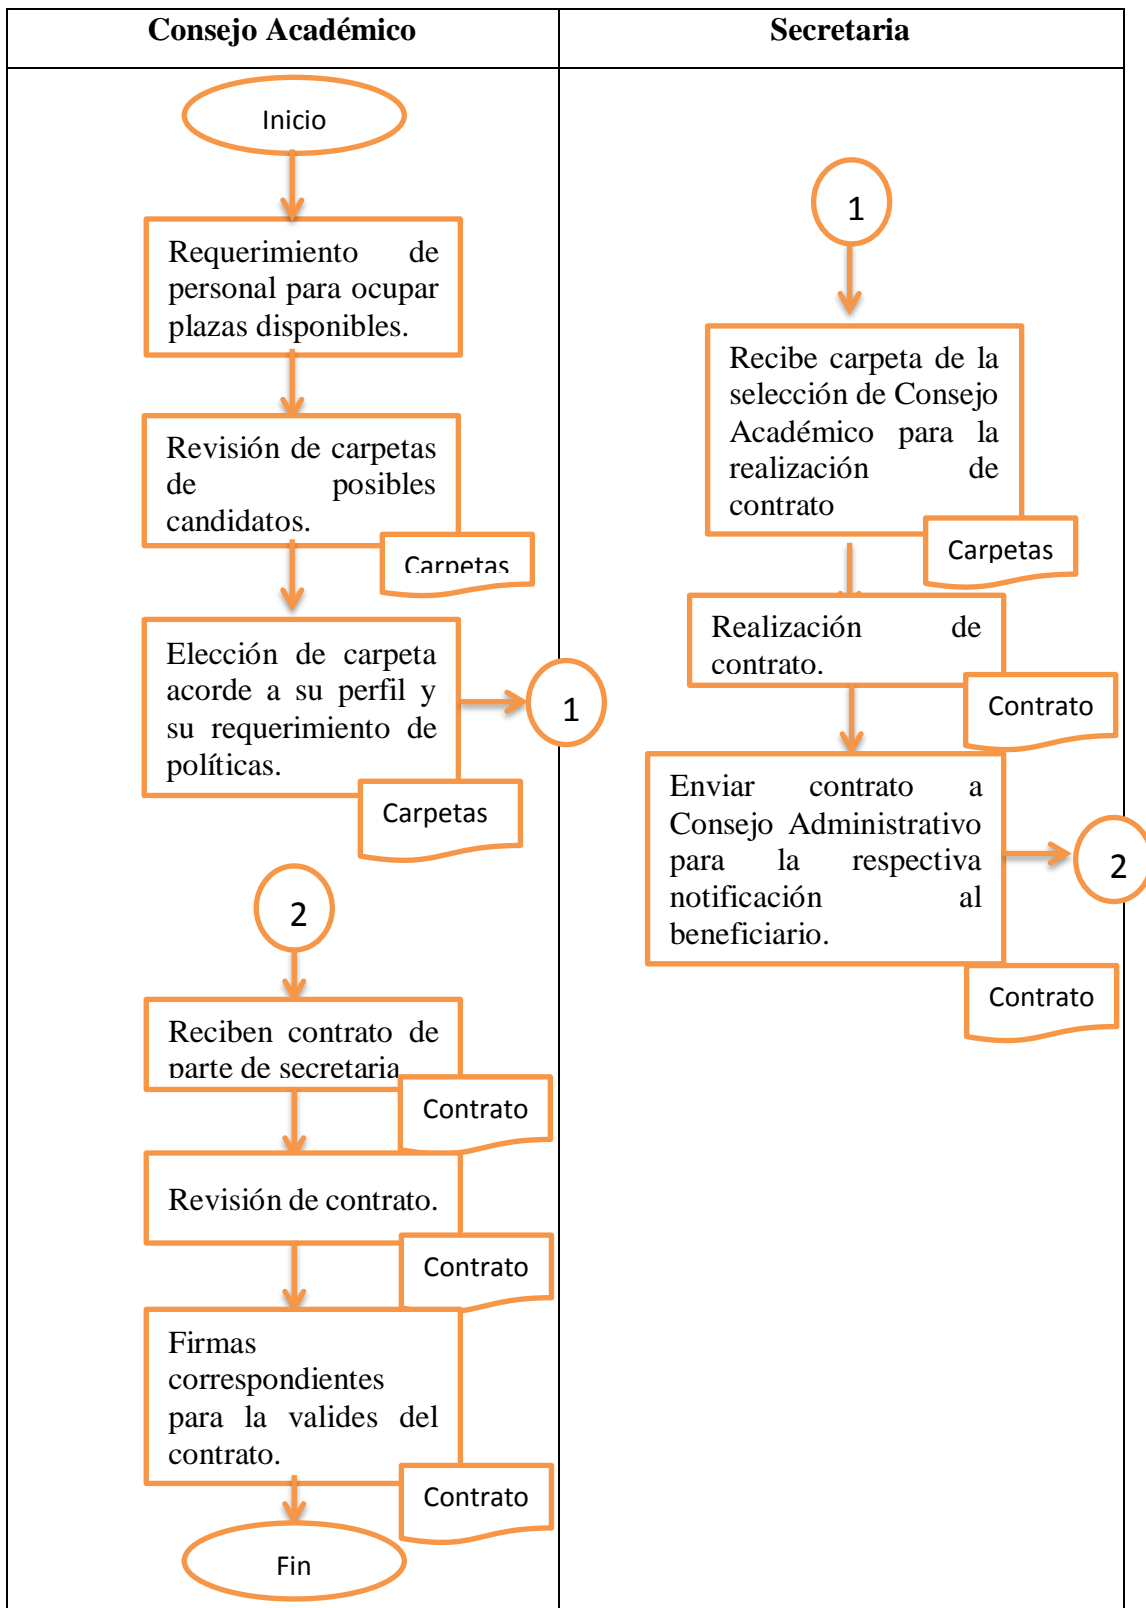 Consejo Académico
Secretaria
Inicio
Requerimiento de
personal para ocupar
plazas disponibles.
Revisión de carpetas
de posibles
candidatos.
Carpetas
Elección de carpeta
acorde a su perfil y
su requerimiento de
políticas.
1
Carpetas
2
Reciben contrato de
parte de secretaria
Contrato
Revisión de contrato.
Contrato
Firmas
correspondientes
para la valides del
contrato.
Contrato
Fin
1
Recibe carpeta de la
selección de Consejo
Académico para la
realización de
contrato
Carpetas
Realización de
contrato.
Contrato
Enviar contrato a
Consejo Administrativo
para la respectiva
notificación al
beneficiario.
2
Contrato